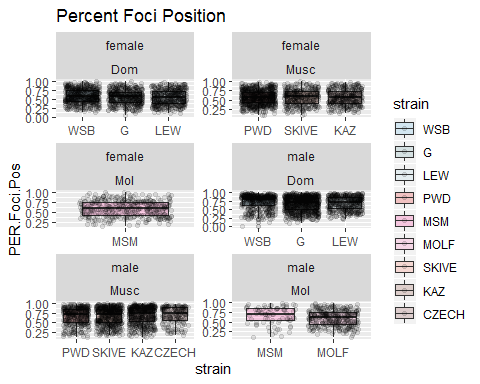 Percent Foci Position
female
Dom
1.00
0.75
0.50
0.25
0.00
WSB G LEW
female
Musc
1.00
0.75
0.50
0.25
PWD SKIVE KAZ
female
Mol
1.00
0.75
0.50
0.25
MSM
male
Dom
1.00
0.75
0.50
0.25
0.00
WSB G LEW
male
Musc
1.00
0.75
0.50
0.25
PWD SKIVE KAZ CZECH
male
Mol
1.00
0.75
0.50
0.25
MSM MOLF
PER.Foci.Pos
strain
strain
WSB
G
LEW
PWD
MSM
MOLF
SKIVE
KAZ
CZECH